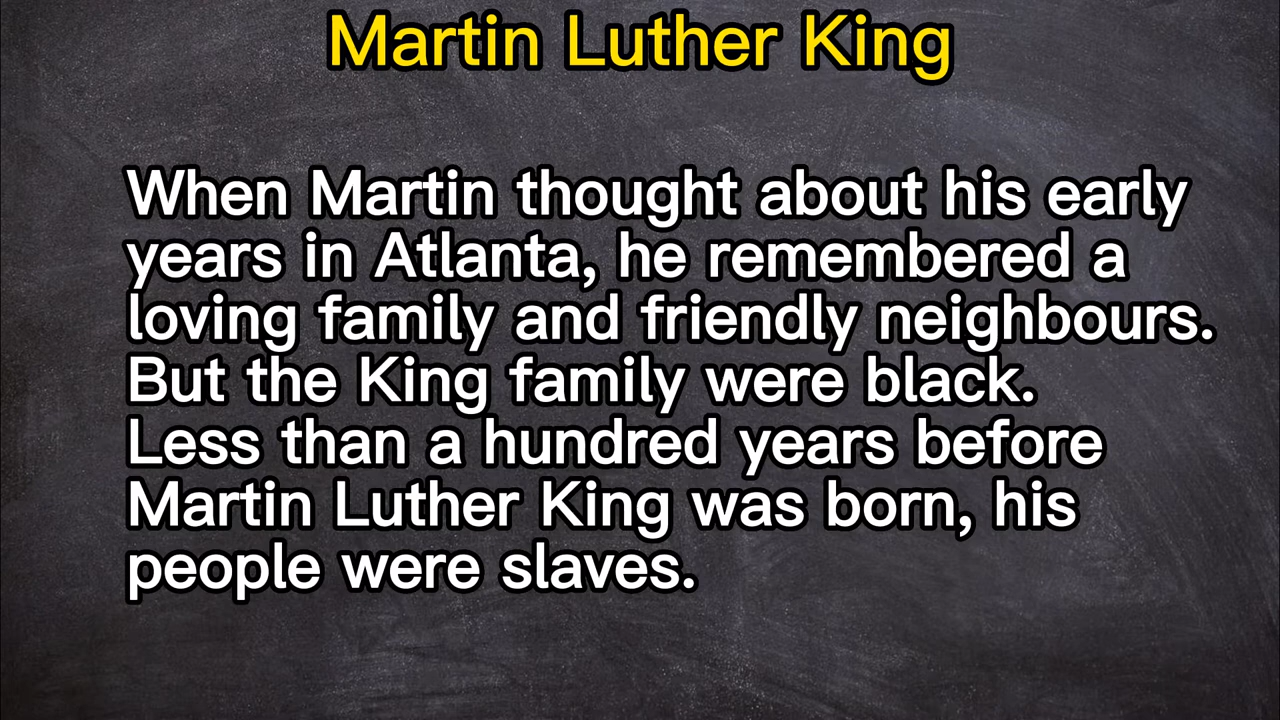 Martin Luther King
When Martin thought about his early
years in Atlanta, he remembered a
loving family and friendly neighbours.
But the King family were black.
Less than a hundred years before
Martin Luther King was born, his
people were slaves.